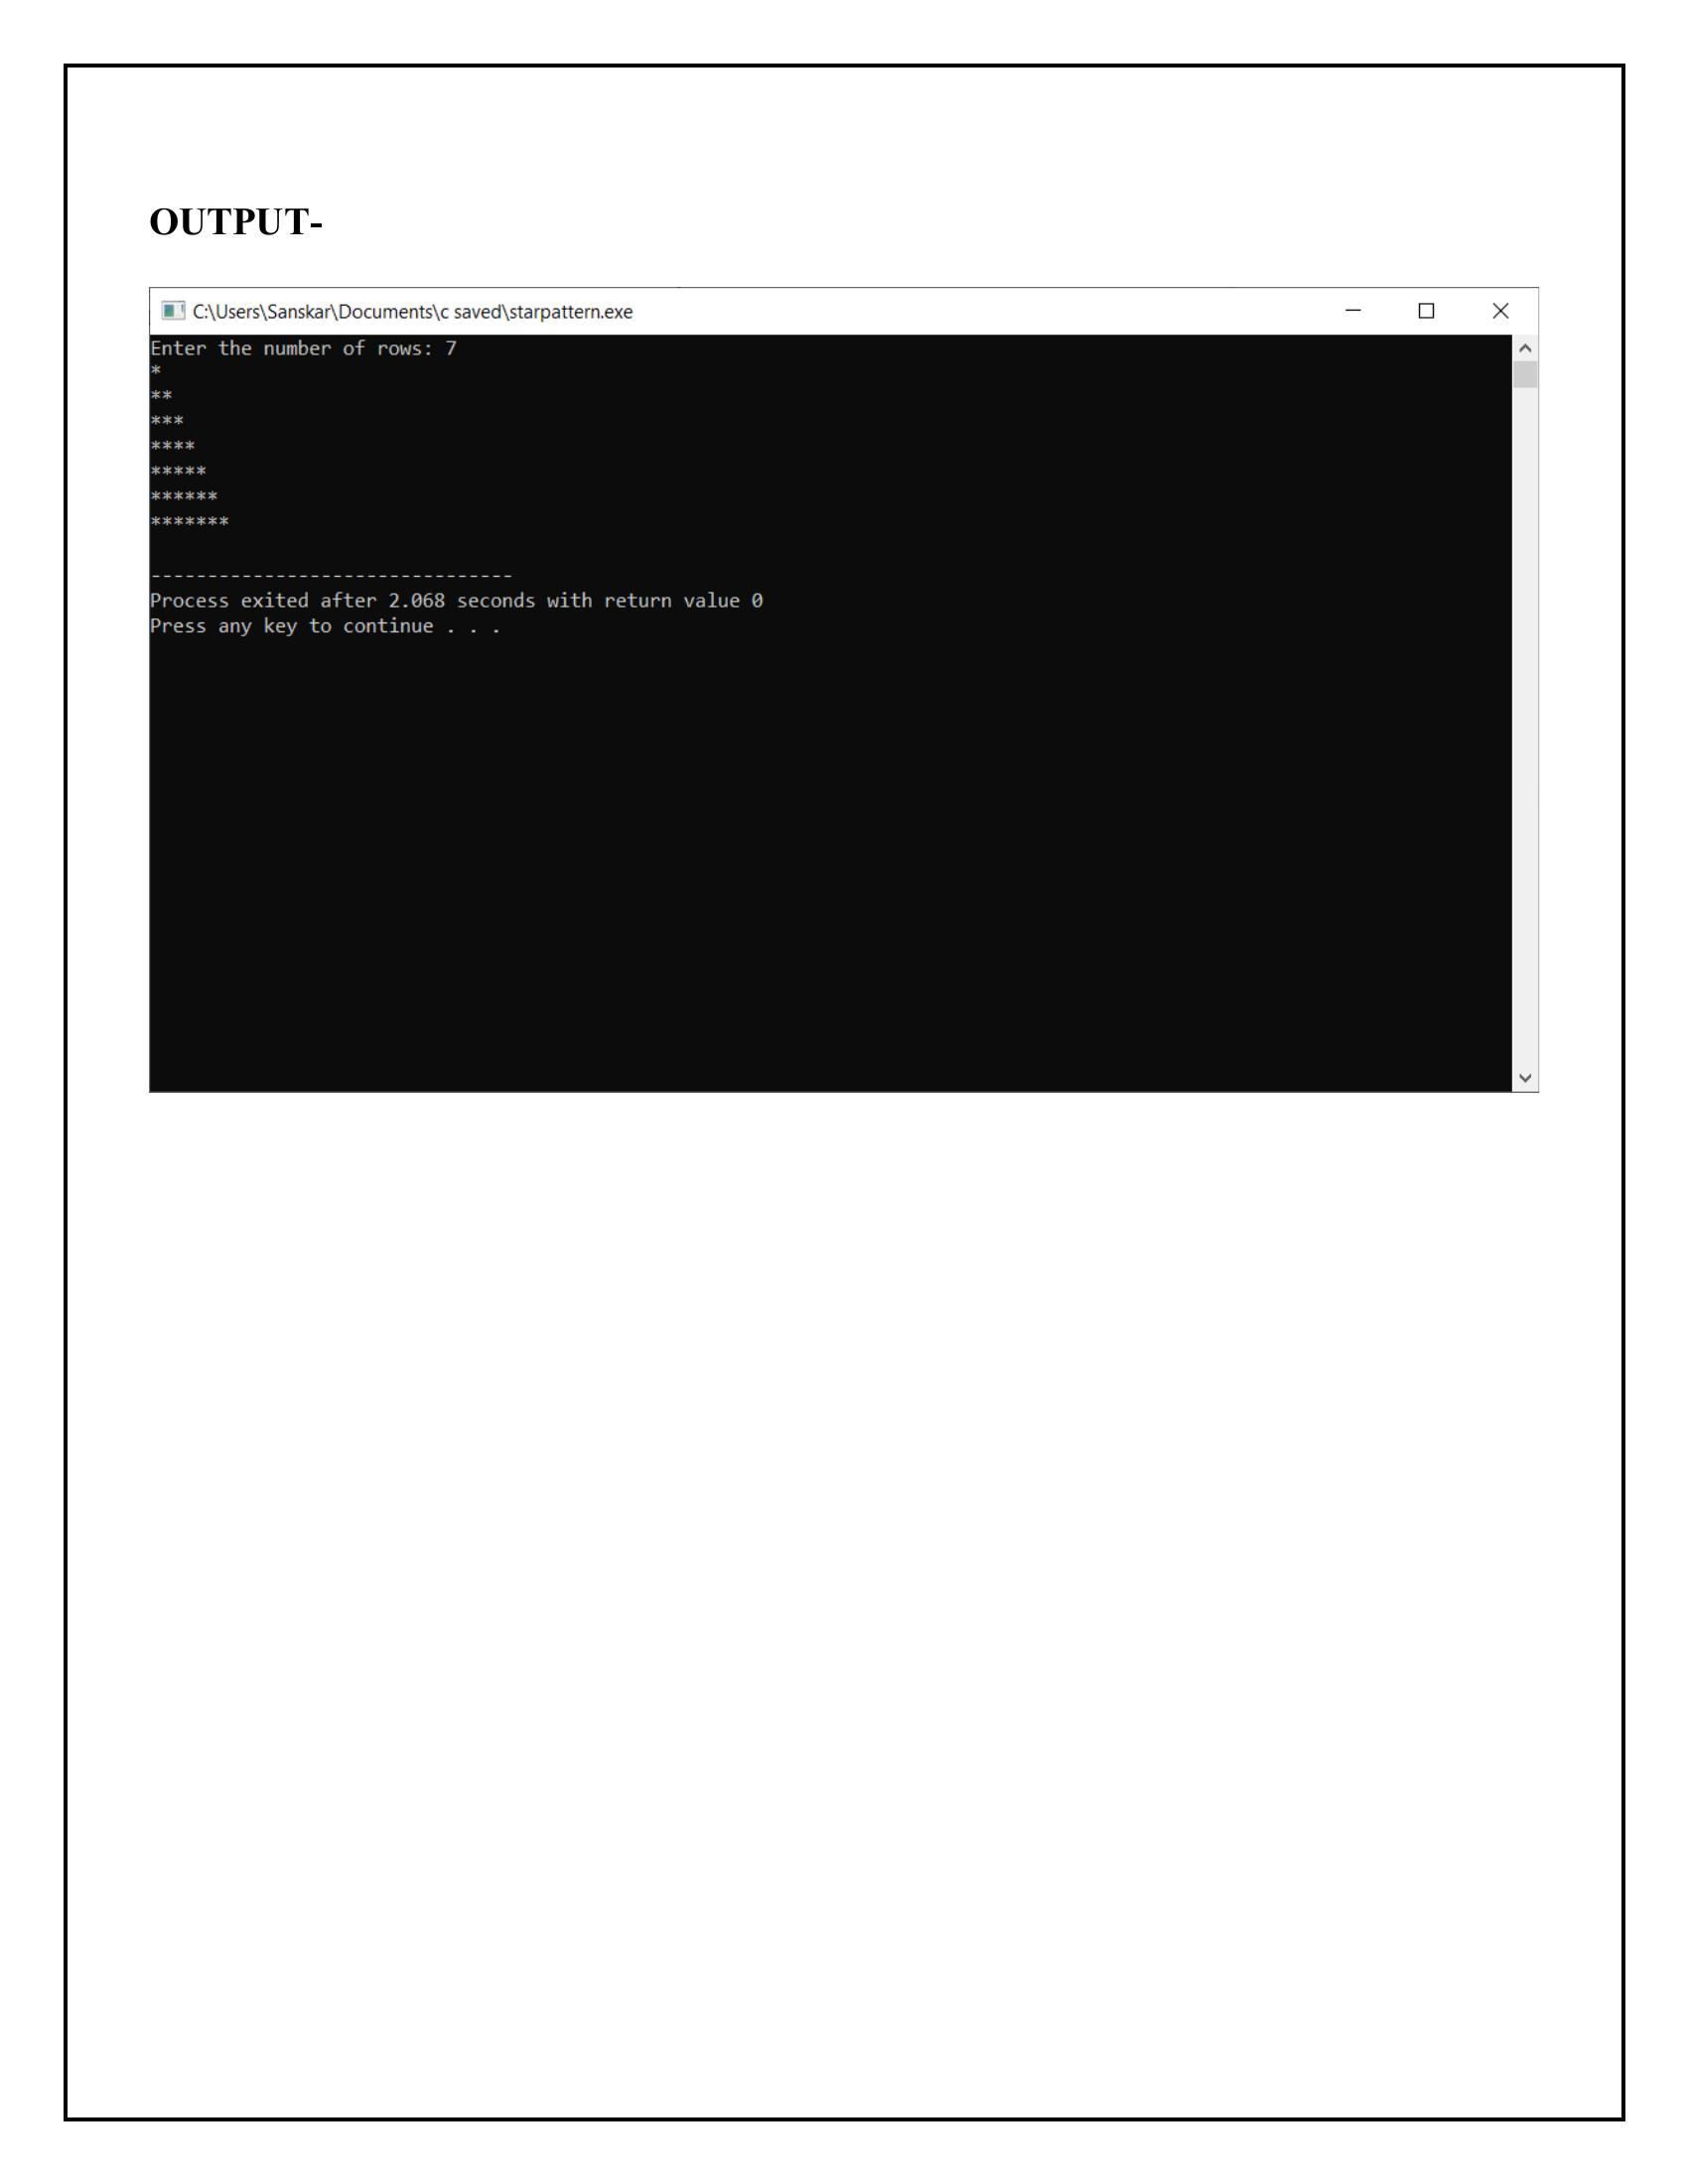 OUTPUT-
C:\Users\Sanskar\Documents\c saved\starpattern.exe
Enter the number of rows: 7
*
**
***
****
*****
******
*******
--------------------------------
Process exited after 2.068 seconds with return value 0
Press any key to continue . . .